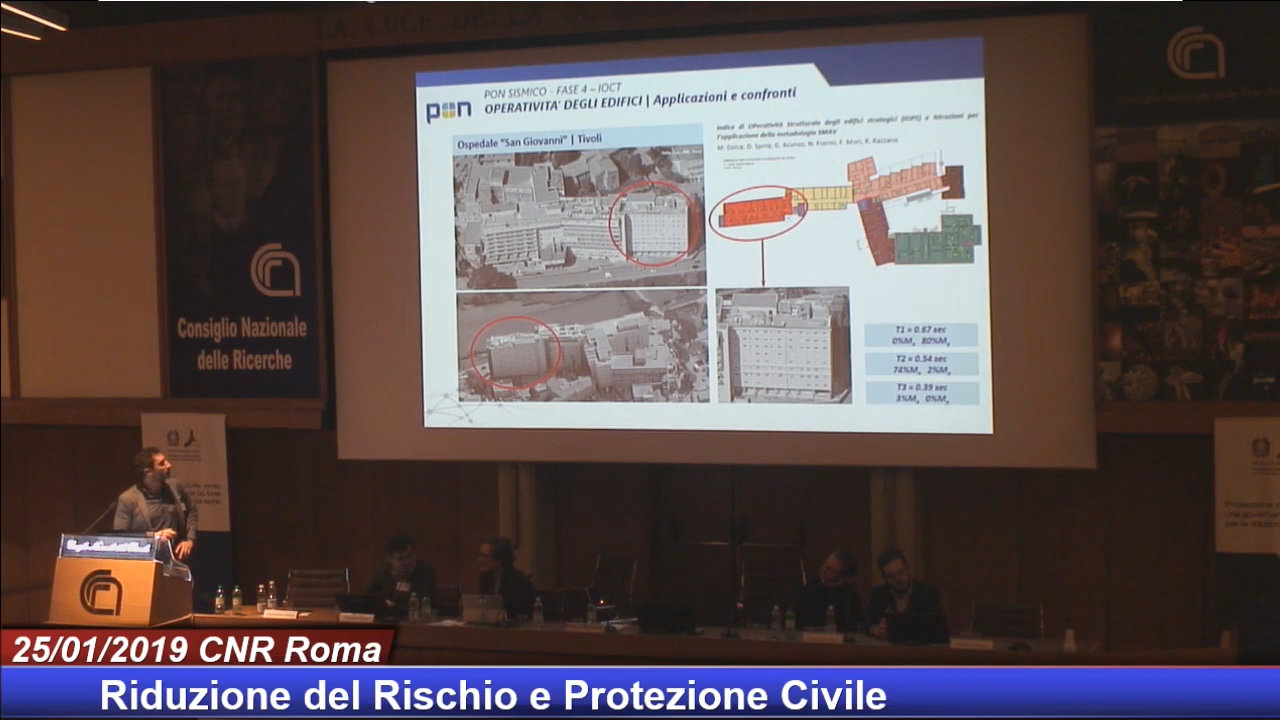 LA LUCE DELLA
PON SISMICO - FASE 4 – IOCT
OPERATIVITA' DEGLI EDIFICI | Applicazioni e confronti
PON
Ospedale "San Giovanni" | Tivoli
Indice di OPeratività Strutturale degli edifici strategici (IOPS) e istruzioni per
l'applicazione della metodologia SMAV
M. Dolce, D. Spina, G. Acunzo, N. Fiorini, F. Mori, R. Razzano
T1 = 0.67 sec
0%Mx 80%My
T2 = 0.54 sec
74%Mx 2%My
T3 = 0.39 sec
3%Mx 0%My
Consiglio Nazionale
delle Ricerche
25/01/2019 CNR Roma
Riduzione del Rischio e Protezione Civile